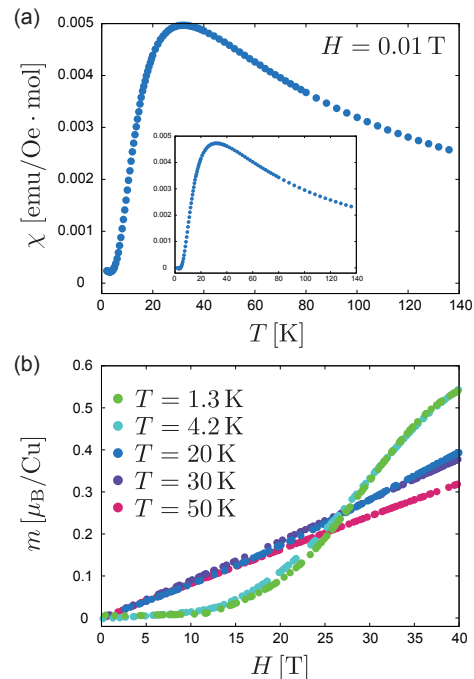 (a)
H = 0.01 T
χ [emu/Oe · mol]
0.005
0.004
0.003
0.002
0.001
0
0 20 40 60 80 100 120 140
T [K]
0.005
0.004
0.003
0.002
0.001
0
0 20 40 60 80 100 120 140
(b)
m [μB/Cu]
0.6
0.5
0.4
0.3
0.2
0.1
0
T = 1.3 K
T = 4.2 K
T = 20 K
T = 30 K
T = 50 K
0 5 10 15 20 25 30 35 40
H [T]